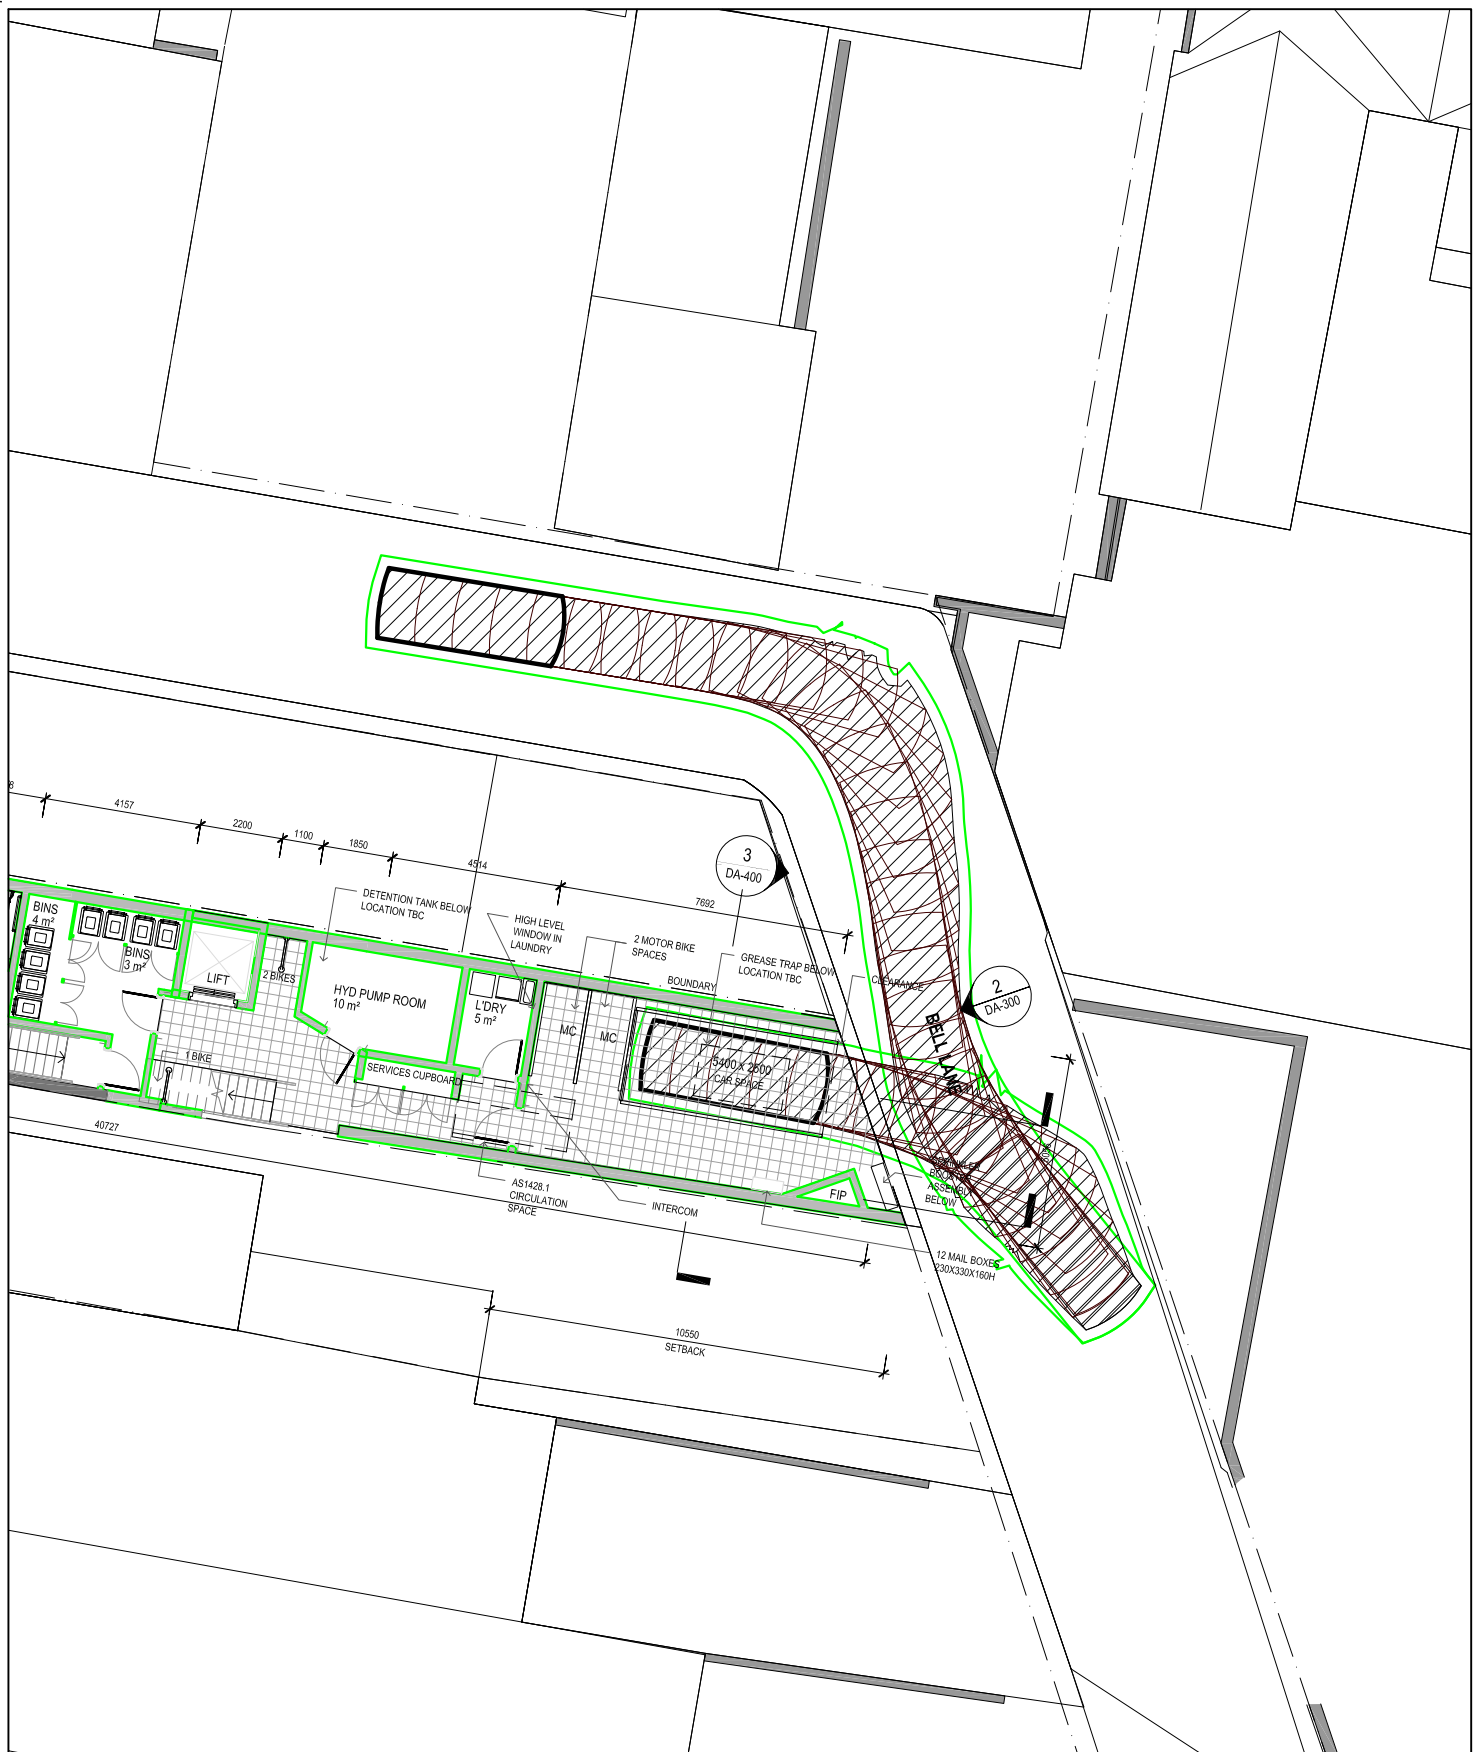 4157
2200
1100
1850
4514
7692
3
DA-400
DETENTION TANK BELOW
LOCATION TBC
HIGH LEVEL
WINDOW IN
LAUNDRY
2 MOTOR BIKE
SPACES
BOUNDARY
GREASE TRAP BELOW
LOCATION TBC
CLEARANCE
2
DA-300
BELL LANE
BINS
4 m²
BINS
3 m²
LIFT
2 BIKES
HYD PUMP ROOM
10 m²
L'DRY
5 m²
MC
MC
5400 x 2500
CAR SPACE
1 BIKE
SERVICES CUPBOARD
40727
AS1428.1
CIRCULATION
SPACE
INTERCOM
FIP
ASSEMBLY
BELOW
12 MAIL BOXES
230X330X160H
10550
SETBACK